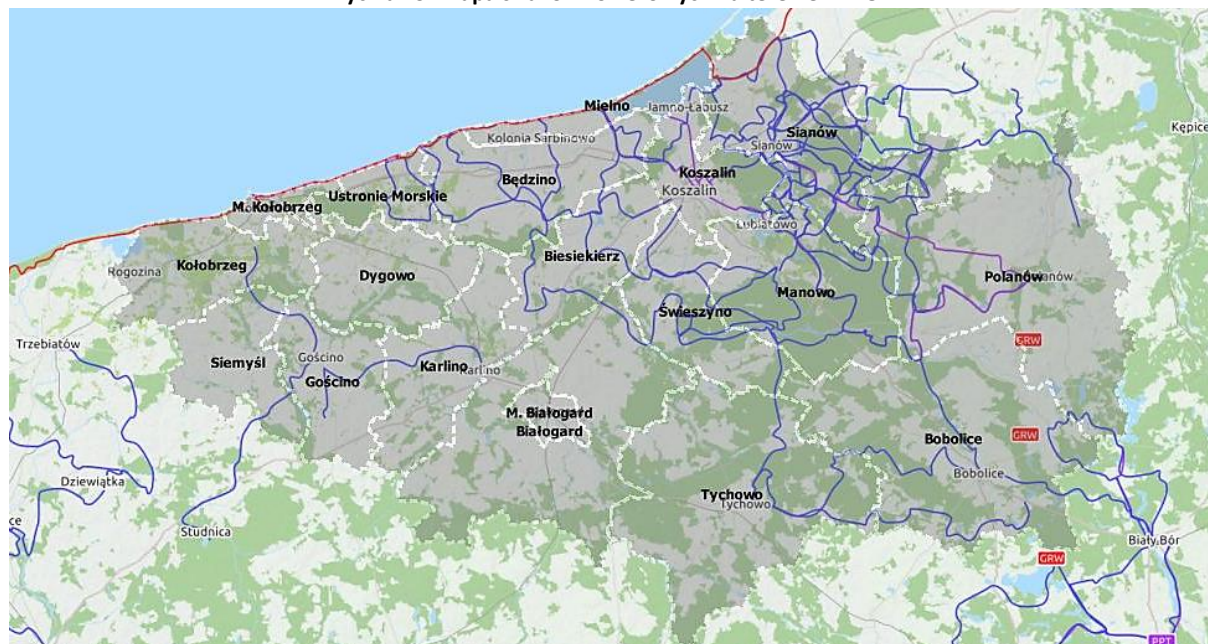 Mielno
Jamno-Łabusz
Kolonia Sarbinowo
Sianów
Sianów
Kępice
Będzino
Koszalin
Koszalin
Ustronie Morskie
M. Kołobrzeg
Lubiatowo
Biesiekierz
Rogozina
Kołobrzeg
Dygowo
Polanów
Manowo
Świeszyno
Trzebiatów
GRW
Siemyśl
Gościno
Gościno
Karlino
Karlino
M. Białogard
Białogard
Bobolice
GRW
Bobolice
Dziewiątka
Tychowo
Tychowo
Studnica
Biały Bór
GRW
PPT